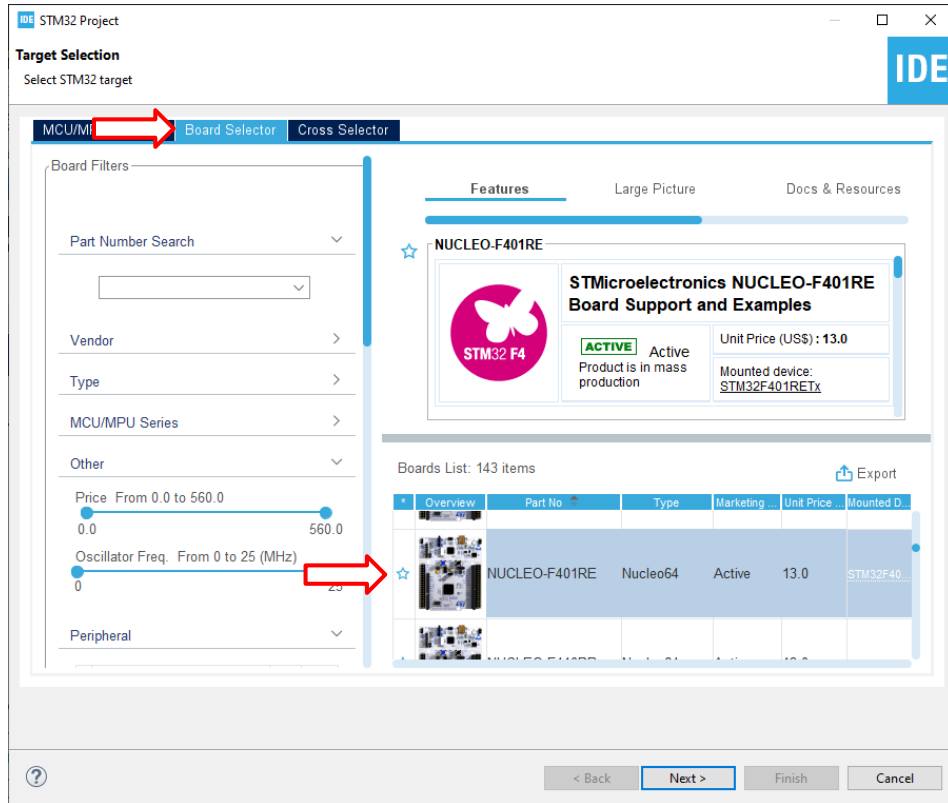 IDE STM32 Project
Target Selection
Select STM32 target
IDE
MCU/M
Board Selector
Cross Selector
Board Filters
Part Number Search
Vendor
Type
MCU/MPU Series
Other
Price From 0.0 to 560.0
0.0 560.0
Oscillator Freq. From 0 to 25 (MHz)
0 25
Peripheral
Features Large Picture Docs & Resources
NUCLEO-F401RE
STM32 F4
STMicroelectronics NUCLEO-F401RE
Board Support and Examples
ACTIVE Active
Product is in mass
production
Unit Price (US$) : 13.0
Mounted device:
STM32F401RETx
Boards List: 143 items
Export
* Overview Part No Type Marketing ... Unit Price ... Mounted D...
NUCLEO-F401RE Nucleo64 Active 13.0 STM32F40...
< Back Next > Finish Cancel